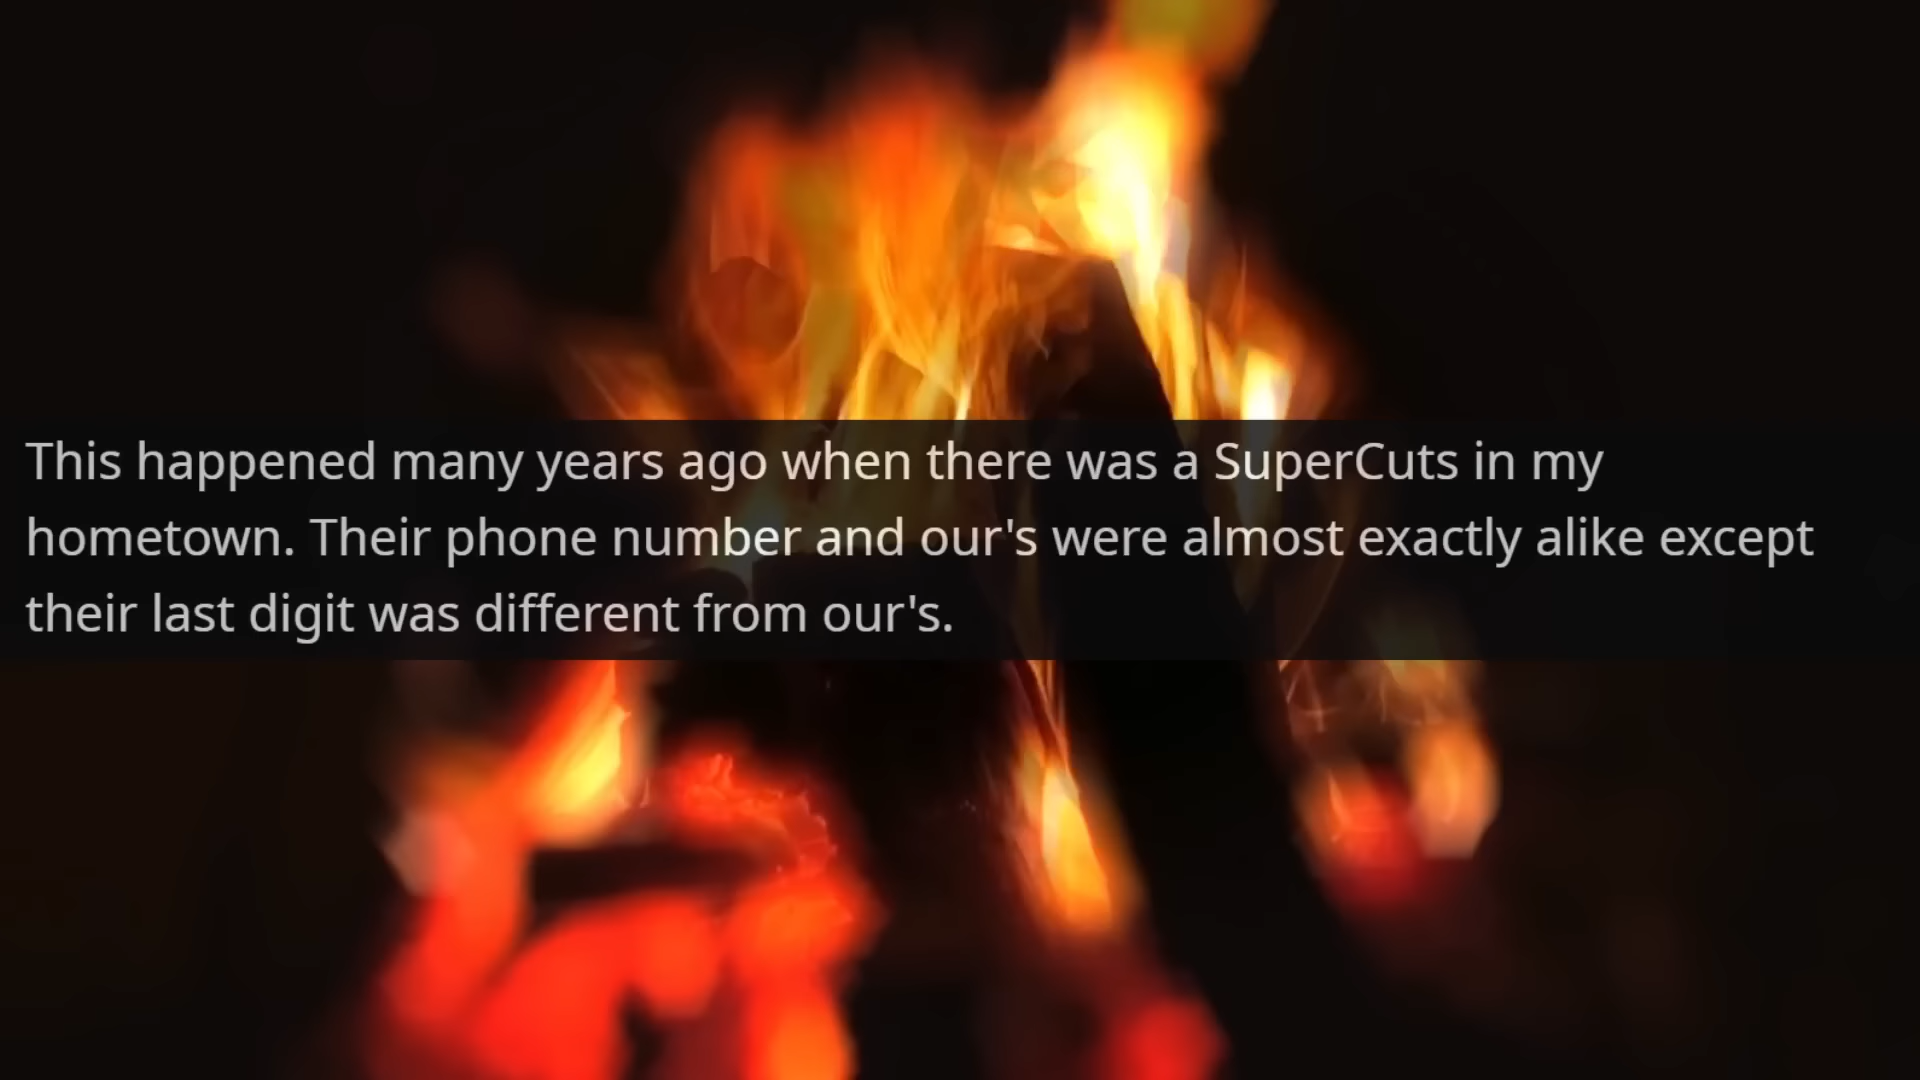 This happened many years ago when there was a SuperCuts in my
hometown. Their phone number and our's were almost exactly alike except
their last digit was different from our's.